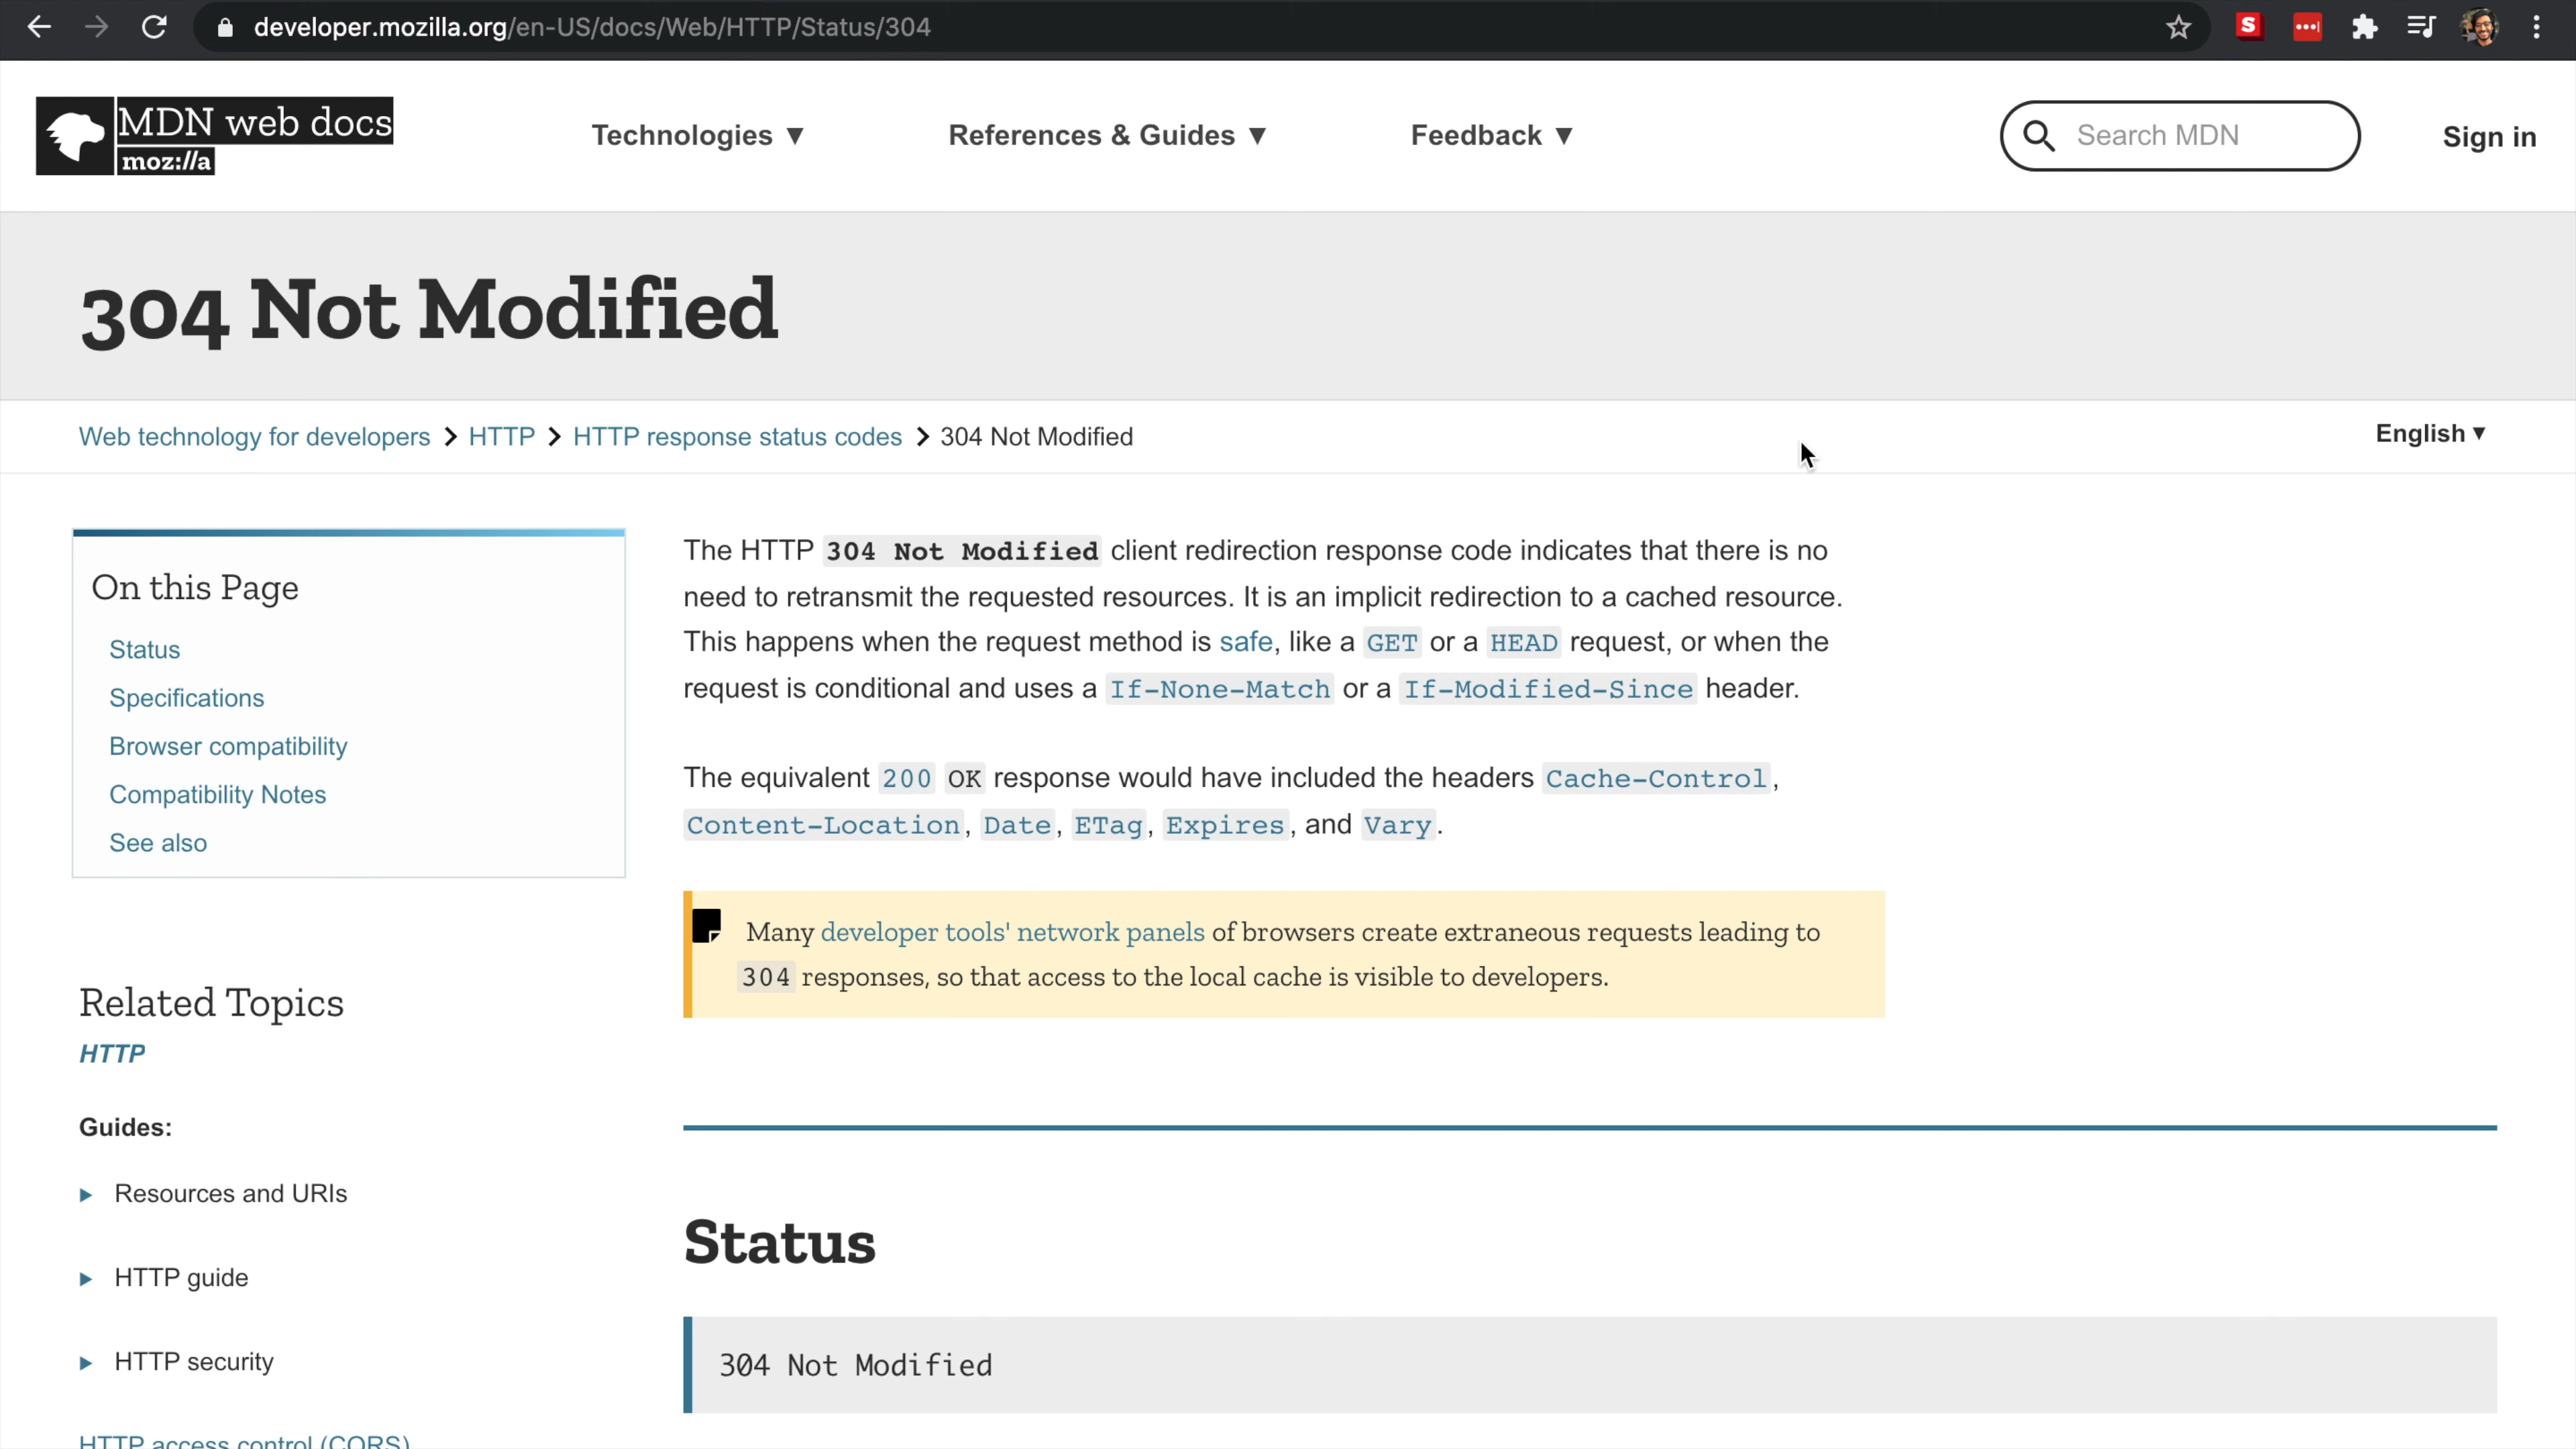 developer.mozilla.org/en-US/docs/Web/HTTP/Status/304
MDN web docs
moz://a
Technologies ▼
References & Guides ▼
Feedback ▼
Search MDN
Sign in
304 Not Modified
Web technology for developers > HTTP > HTTP response status codes > 304 Not Modified
English ▼
On this Page
Status
Specifications
Browser compatibility
Compatibility Notes
See also
Related Topics
HTTP
Guides:
Resources and URIs
HTTP guide
HTTP security
HTTP access control (CORS)
The HTTP 304 Not Modified client redirection response code indicates that there is no
need to retransmit the requested resources. It is an implicit redirection to a cached resource.
This happens when the request method is safe, like a GET or a HEAD request, or when the
request is conditional and uses a If-None-Match or a If-Modified-Since header.
The equivalent 200 OK response would have included the headers Cache-Control,
Content-Location, Date, ETag, Expires, and Vary.
Many developer tools' network panels of browsers create extraneous requests leading to
304 responses, so that access to the local cache is visible to developers.
Status
304 Not Modified